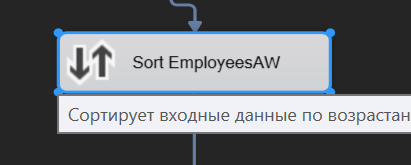 Sort EmployeesAW
Сортирует входные данные по возрастан